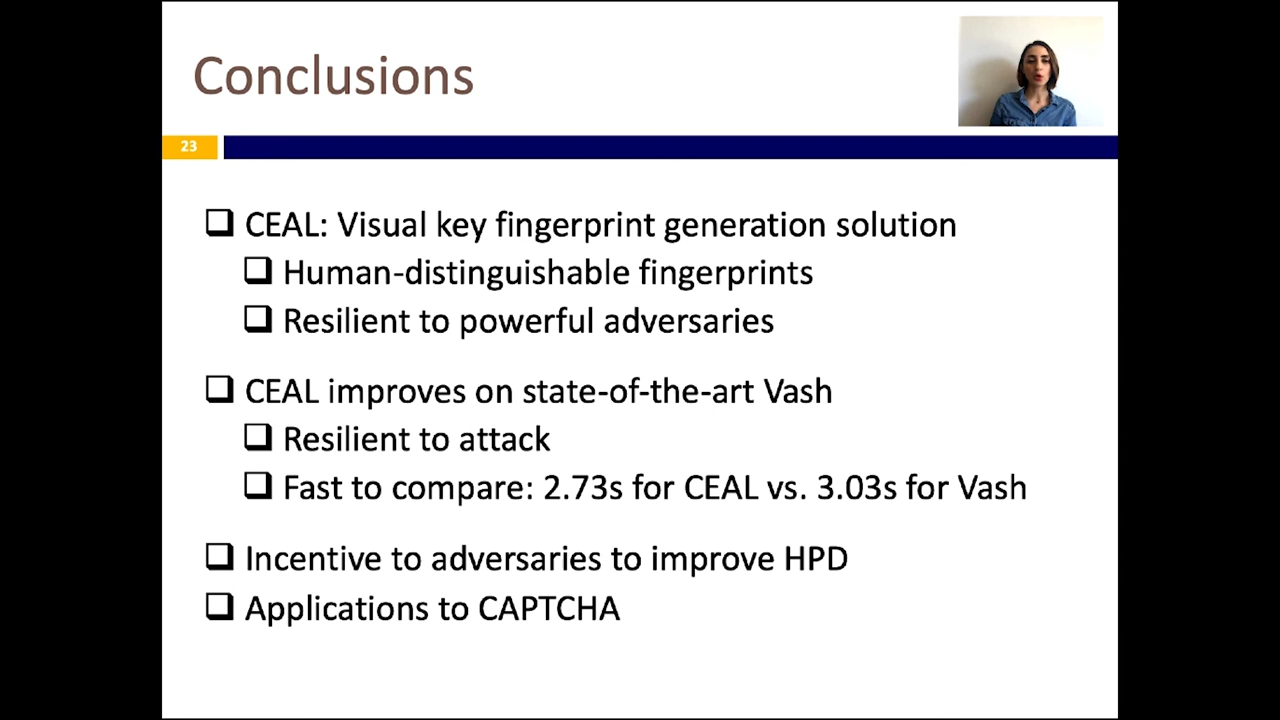 Conclusions
23
CEAL: Visual key fingerprint generation solution
Human-distinguishable fingerprints
Resilient to powerful adversaries
CEAL improves on state-of-the-art Vash
Resilient to attack
Fast to compare: 2.73s for CEAL vs. 3.03s for Vash
Incentive to adversaries to improve HPD
Applications to CAPTCHA